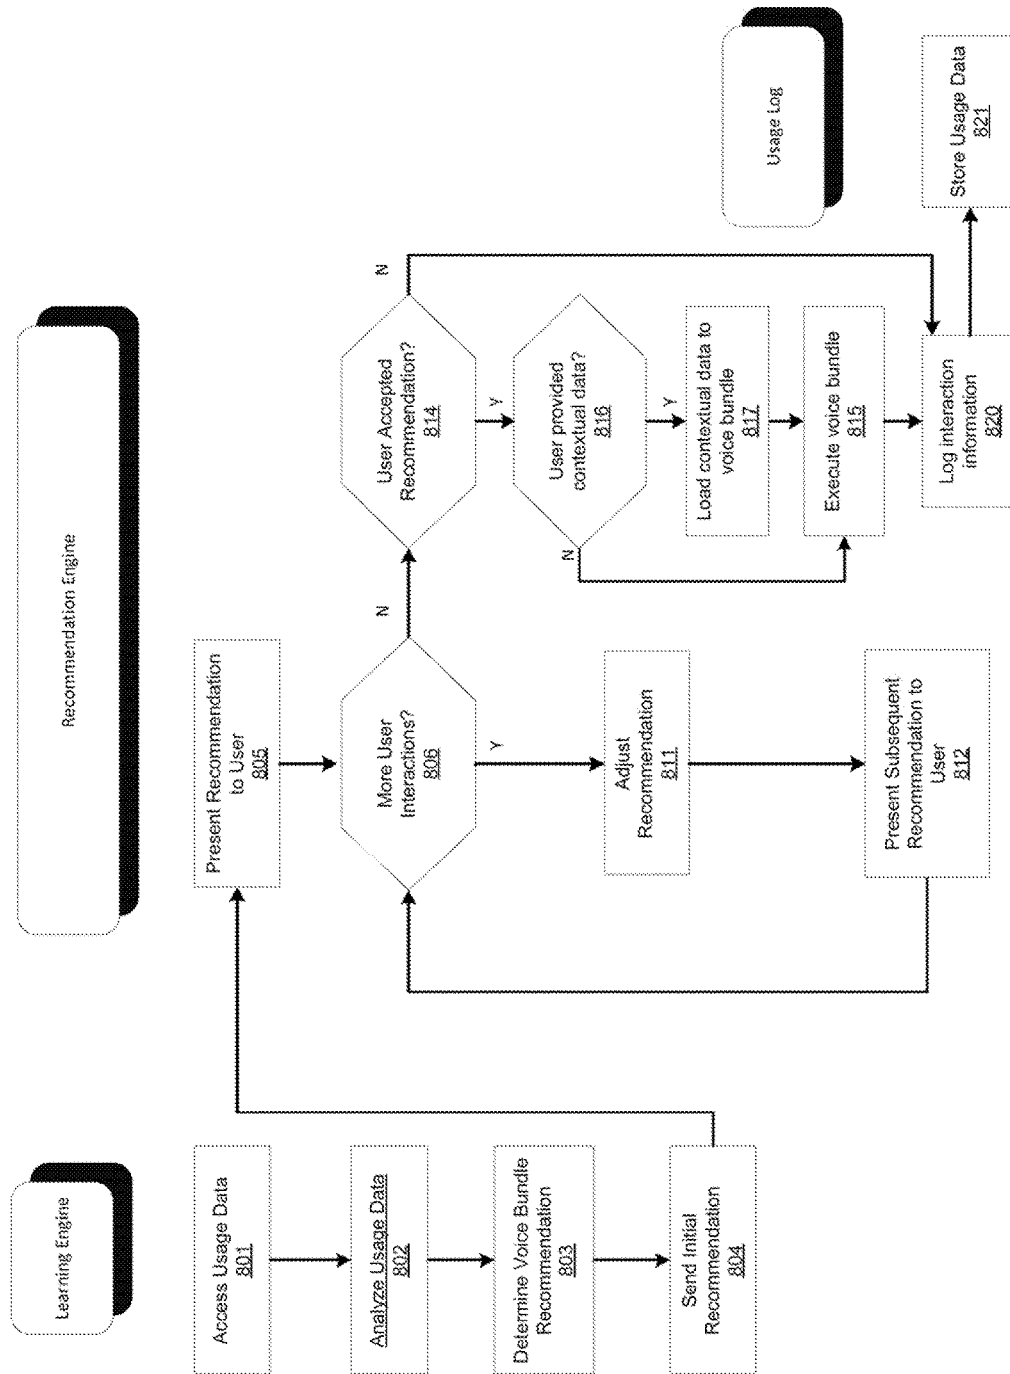 Learning Engine
Recommendation Engine
Usage Log
Access Usage Data
801
Analyze Usage Data
802
Determine Voice Bundle
Recommendation
803
Send Initial
Recommendation
804
Present Recommendation
to User
805
More User
Interactions?
806
N
Y
Adjust
Recommendation
811
Present Subsequent
Recommendation to
User
812
User Accepted
Recommendation?
814
N
Y
User provided
contextual data?
816
N
Y
Load contextual data to
voice bundle
817
Execute voice bundle
815
Log interaction
information
820
Store Usage Data
821